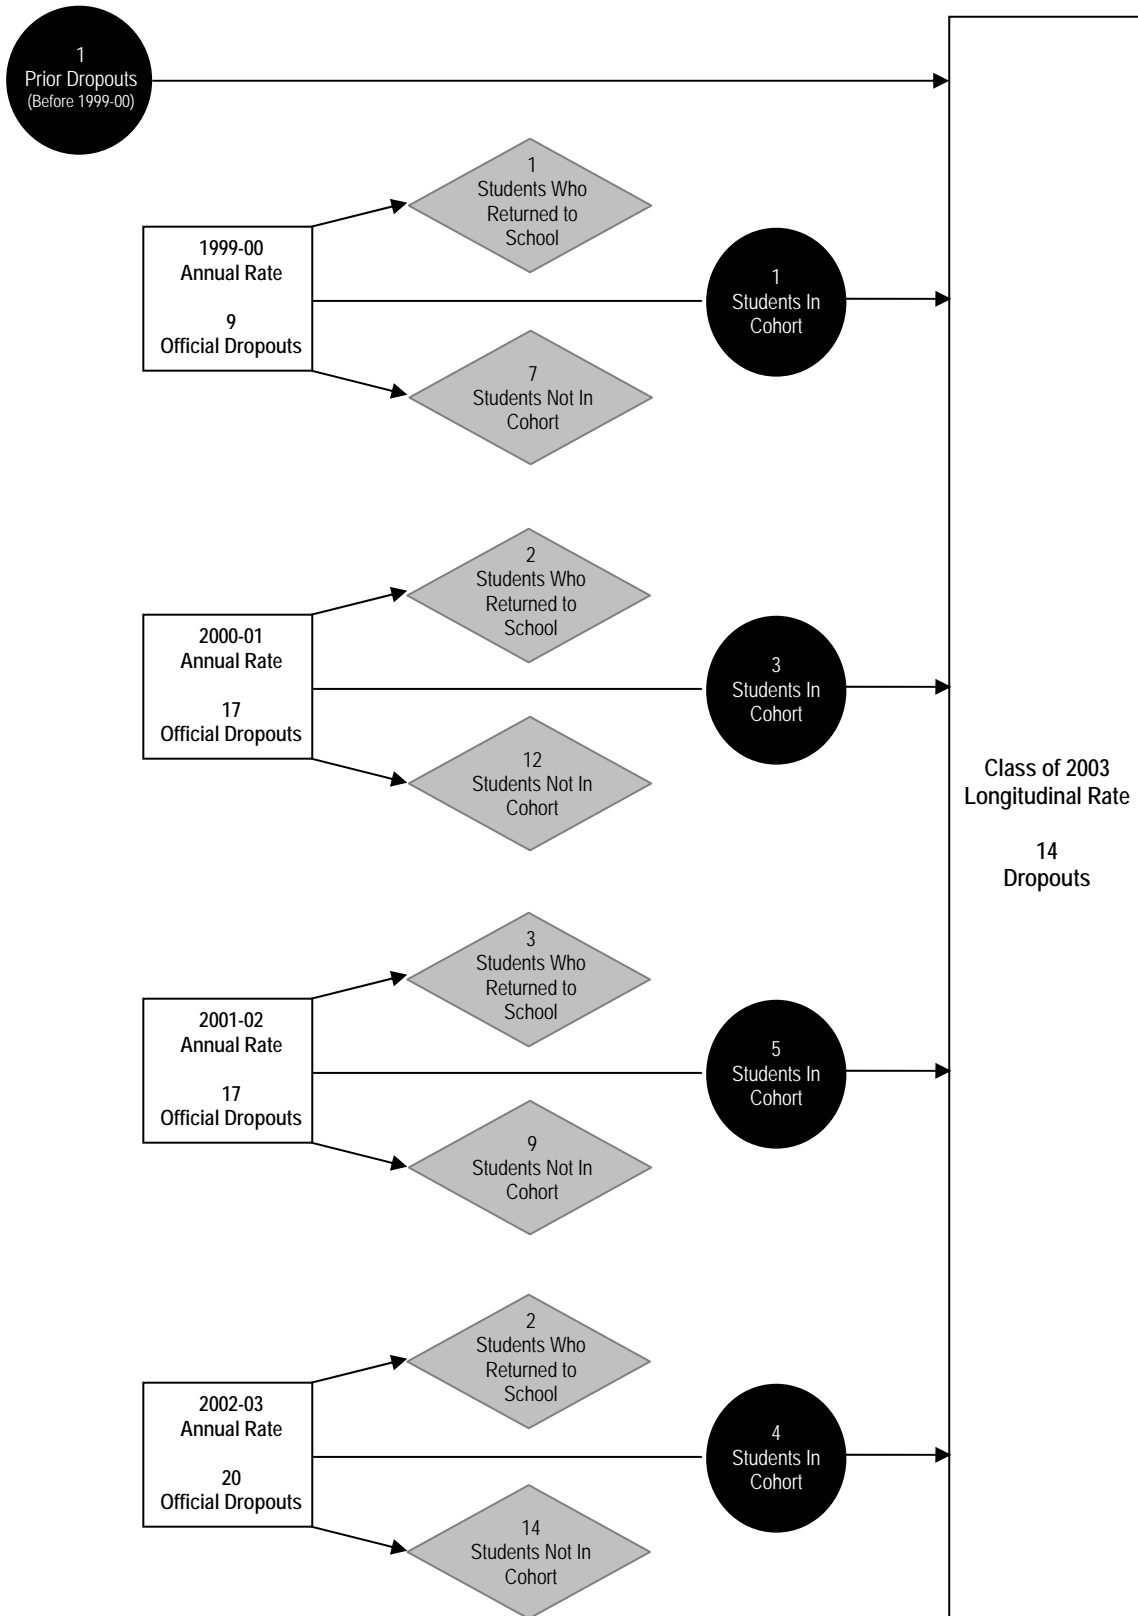 1
Prior Dropouts
(Before 1999-00)
1
Students Who
Returned to
School
1999-00
Annual Rate
9
Official Dropouts
1
Students In
Cohort
7
Students Not In
Cohort
2
Students Who
Returned to
School
2000-01
Annual Rate
17
Official Dropouts
3
Students In
Cohort
12
Students Not In
Cohort
Class of 2003
Longitudinal Rate
14
Dropouts
3
Students Who
Returned to
School
2001-02
Annual Rate
17
Official Dropouts
5
Students In
Cohort
9
Students Not In
Cohort
2
Students Who
Returned to
School
2002-03
Annual Rate
20
Official Dropouts
4
Students In
Cohort
14
Students Not In
Cohort